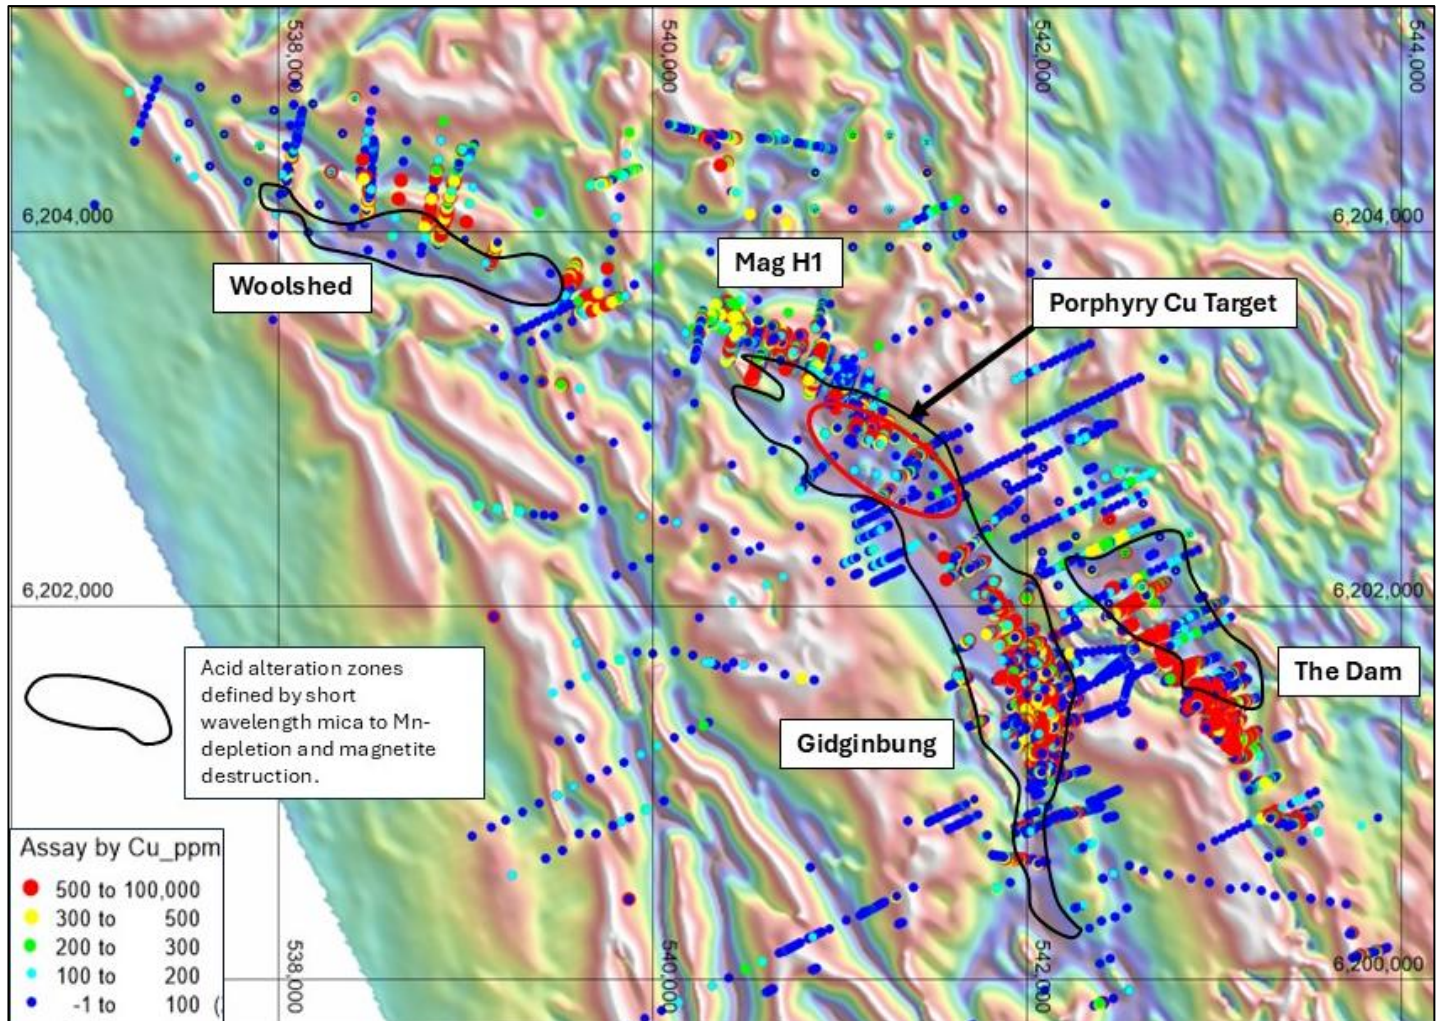 538,000
540,000
542,000
544,000
6,204,000
6,204,000
Mag H1
Woolshed
Porphyry Cu Target
6,202,000
6,202,000
Acid alteration zones
defined by short
wavelength mica to Mn-
depletion and magnetite
destruction.
The Dam
Gidginbung
Assay by Cu_ppm
500 to 100,000
300 to 500
200 to 300
100 to 200
-1 to 100 (
6,200,000
538,000
540,000
542,000